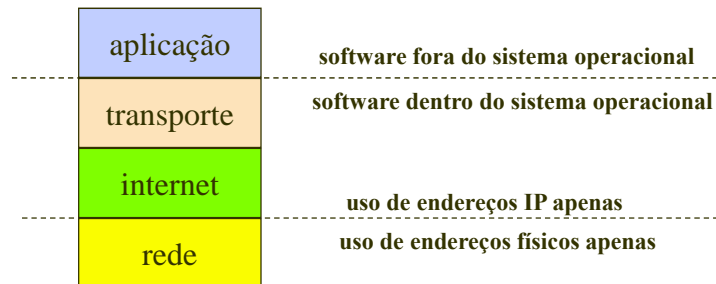 aplicação
software fora do sistema operacional
software dentro do sistema operacional
transporte
internet
uso de endereços IP apenas
uso de endereços físicos apenas
rede